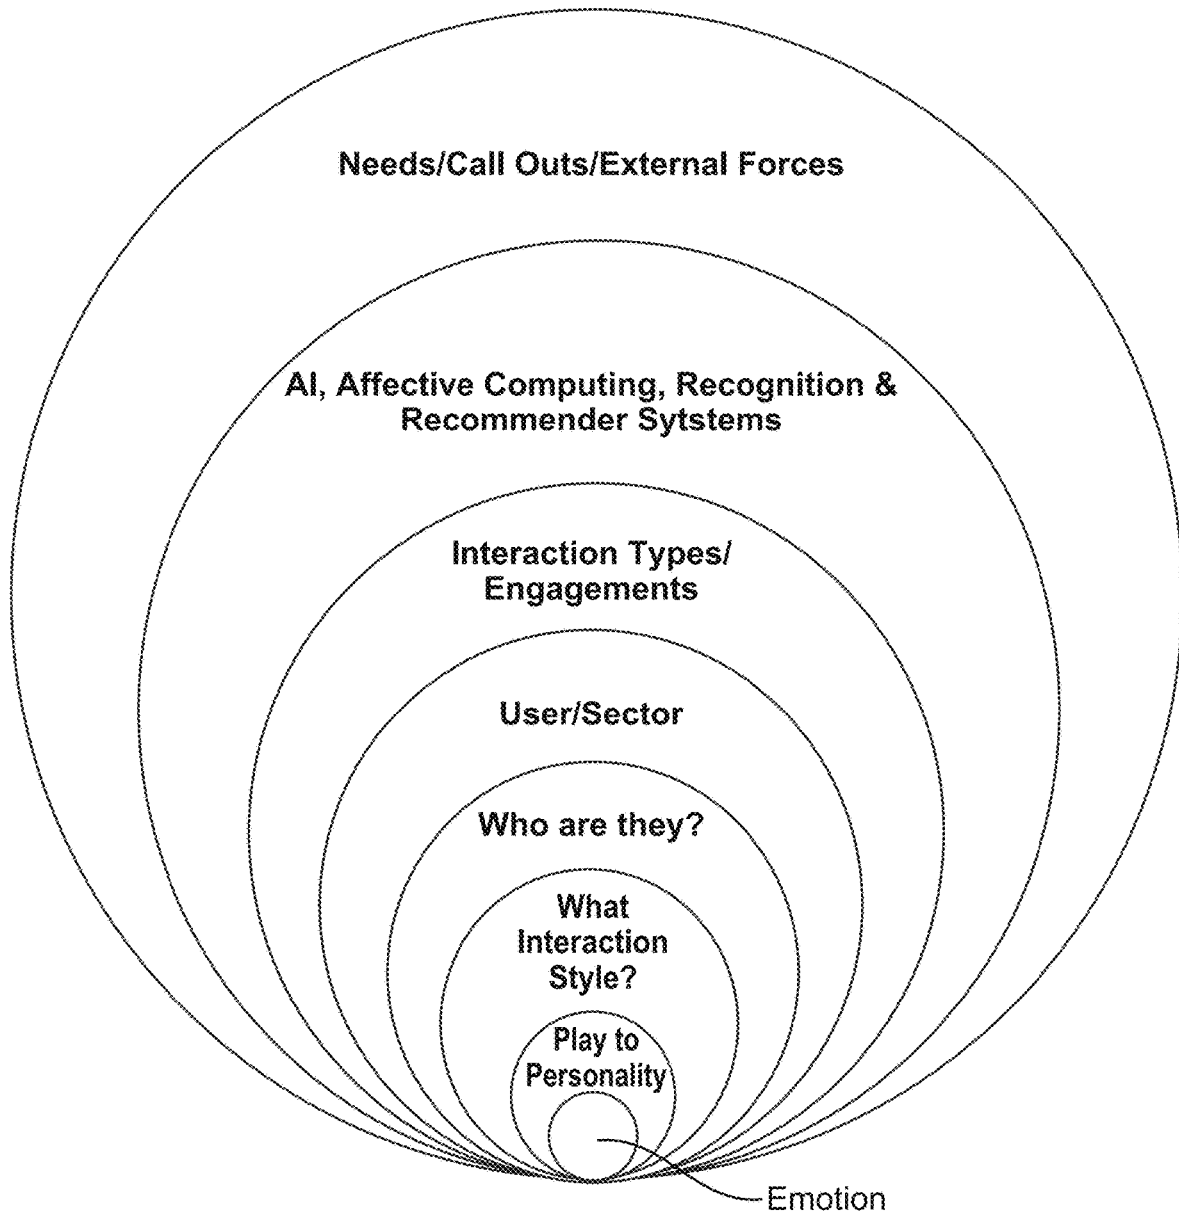 Needs/Call Outs/External Forces
AI, Affective Computing, Recognition &
Recommender Sytstems
Interaction Types/
Engagements
User/Sector
Who are they?
What
Interaction
Style?
Play to
Personality
Emotion